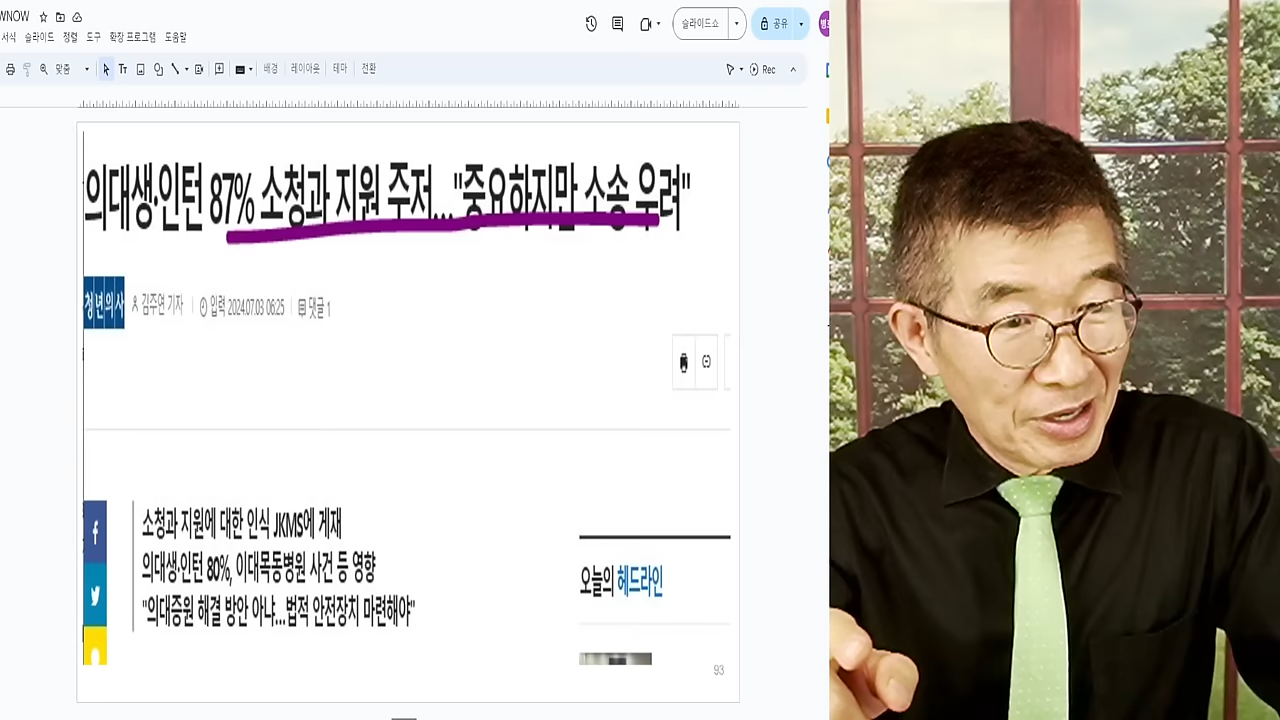 WNOW
서식 슬라이드 정렬 도구 확장 프로그램 도움말
슬라이드쇼
공유
맞춤
배경 레이아웃 테마 전환
Rec
의대생·인턴 87% 소청과 지원 주저..."중요하지만 소송 우려"
청년의사 김주연 기자 입력 2024.07.03 06:25 댓글 1
소청과 지원에 대한 인식 JKMS에 게재
의대생·인턴 80%, 이대목동병원 사건 등 영향
"의대증원 해결 방안 아냐...법적 안전장치 마련해야"
오늘의 헤드라인
93